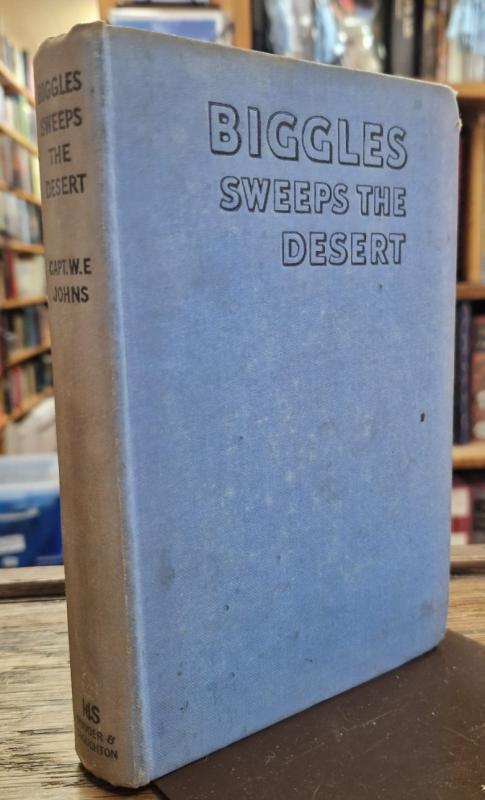 BIGGLES
SWEEPS THE
DESERT
BIGGLES
SWEEPS
THE
DESERT
CAPT. W. E
JOHNS
H&S
HODDER &
STOUGHTON